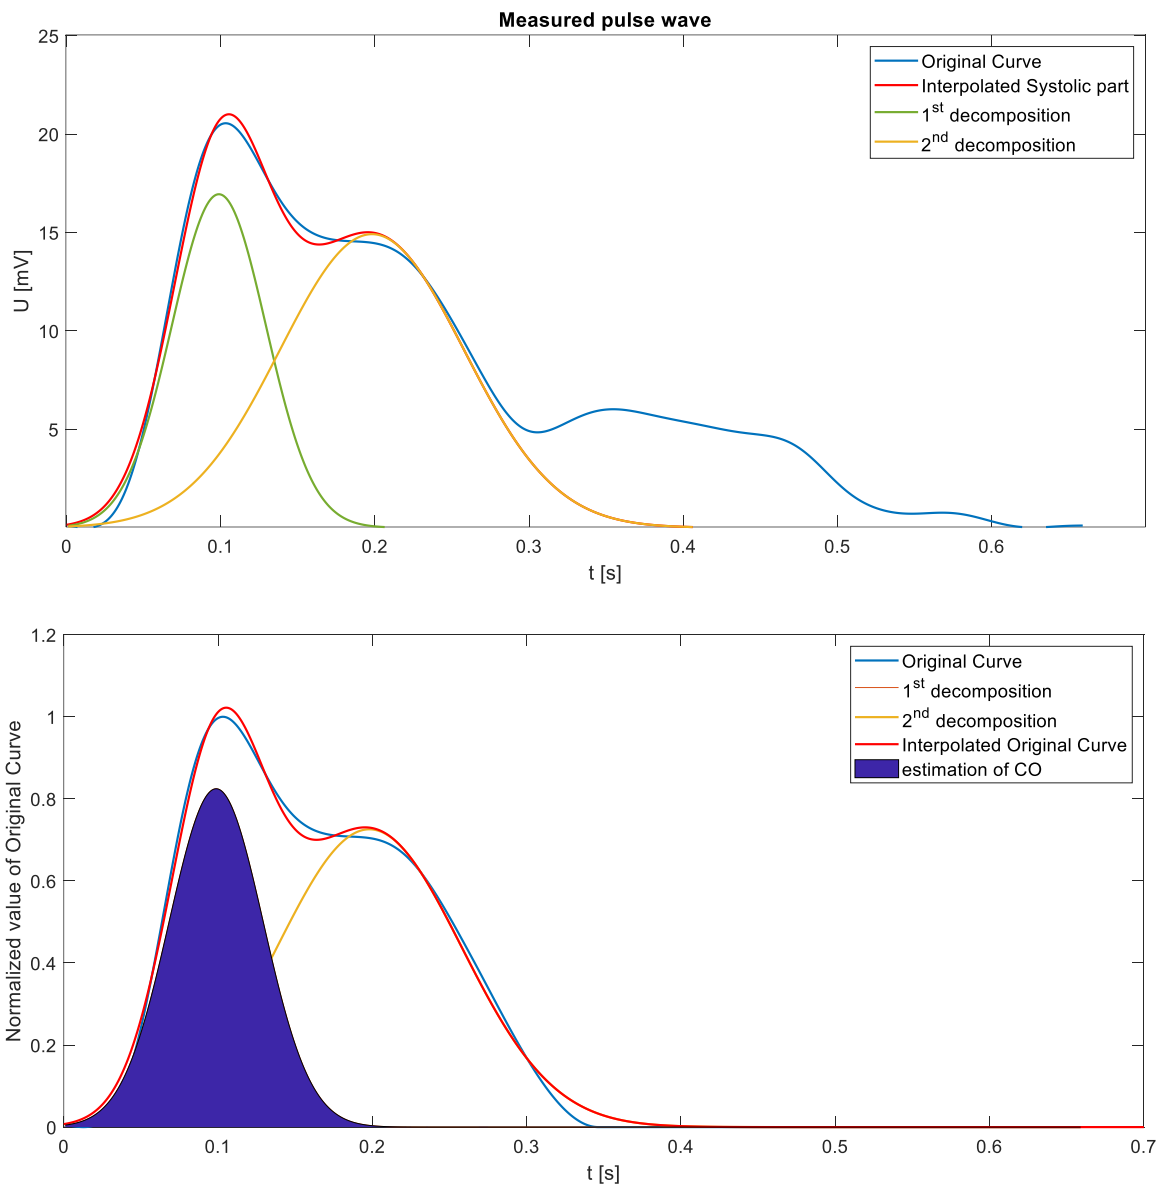 Measured pulse wave
25
20
15
10
5
U [mV]
Original Curve
Interpolated Systolic part
1st decomposition
2nd decomposition
0
0.1
0.2
0.3
0.4
0.5
0.6
t [s]
1.2
1
0.8
0.6
0.4
0.2
0
Normalized value of Original Curve
Original Curve
1st decomposition
2nd decomposition
Interpolated Original Curve
estimation of CO
0
0.1
0.2
0.3
0.4
0.5
0.6
0.7
t [s]